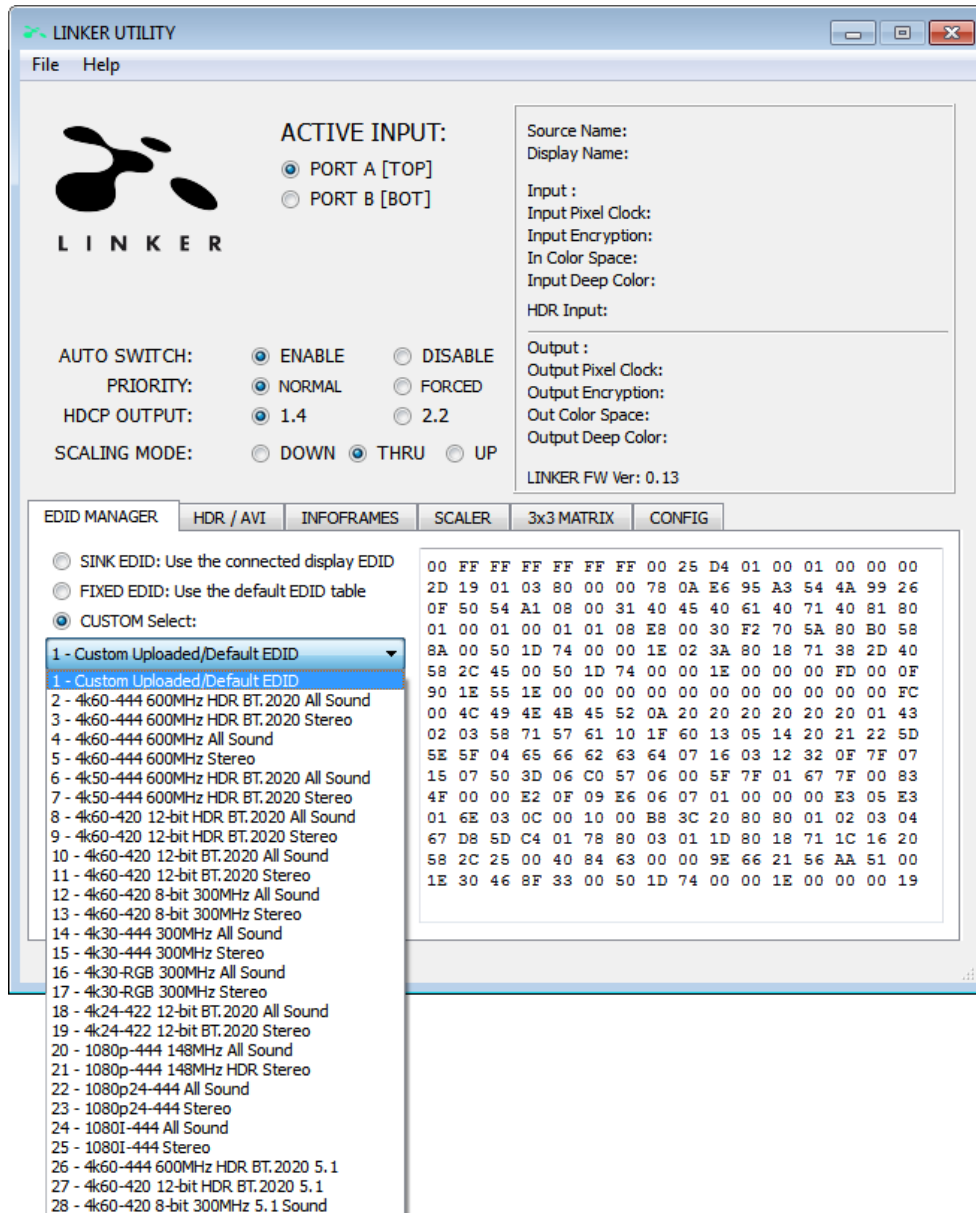 LINKER UTILITY
File Help
LINKER
ACTIVE INPUT:
PORT A [TOP]
PORT B [BOT]
AUTO SWITCH: ENABLE DISABLE
PRIORITY: NORMAL FORCED
HDCP OUTPUT: 1.4 2.2
SCALING MODE: DOWN THRU UP
Source Name:
Display Name:
Input :
Input Pixel Clock:
Input Encryption:
In Color Space:
Input Deep Color:
HDR Input:
Output :
Output Pixel Clock:
Output Encryption:
Out Color Space:
Output Deep Color:
LINKER FW Ver: 0.13
EDID MANAGER HDR / AVI INFOFRAMES SCALER 3x3 MATRIX CONFIG
SINK EDID: Use the connected display EDID
FIXED EDID: Use the default EDID table
CUSTOM Select:
1 - Custom Uploaded/Default EDID
1 - Custom Uploaded/Default EDID
2 - 4k60-444 600MHz HDR BT.2020 All Sound
3 - 4k60-444 600MHz HDR BT.2020 Stereo
4 - 4k60-444 600MHz All Sound
5 - 4k60-444 600MHz Stereo
6 - 4k50-444 600MHz HDR BT.2020 All Sound
7 - 4k50-444 600MHz HDR BT.2020 Stereo
8 - 4k60-420 12-bit HDR BT.2020 All Sound
9 - 4k60-420 12-bit HDR BT.2020 Stereo
10 - 4k60-420 12-bit BT.2020 All Sound
11 - 4k60-420 12-bit BT.2020 Stereo
12 - 4k60-420 8-bit 300MHz All Sound
13 - 4k60-420 8-bit 300MHz Stereo
14 - 4k30-444 300MHz All Sound
15 - 4k30-444 300MHz Stereo
16 - 4k30-RGB 300MHz All Sound
17 - 4k30-RGB 300MHz Stereo
18 - 4k24-422 12-bit BT.2020 All Sound
19 - 4k24-422 12-bit BT.2020 Stereo
20 - 1080p-444 148MHz All Sound
21 - 1080p-444 148MHz HDR Stereo
22 - 1080p24-444 All Sound
23 - 1080p24-444 Stereo
24 - 1080I-444 All Sound
25 - 1080I-444 Stereo
26 - 4k60-444 600MHz HDR BT.2020 5.1
27 - 4k60-420 12-bit HDR BT.2020 5.1
28 - 4k60-420 8-bit 300MHz 5.1 Sound
00 FF FF FF FF FF FF 00 25 D4 01 00 01 00 00 00
2D 19 01 03 80 00 00 78 0A E6 95 A3 54 4A 99 26
0F 50 54 A1 08 00 31 40 45 40 61 40 71 40 81 80
01 00 01 00 01 01 08 E8 00 30 F2 70 5A 80 B0 58
8A 00 50 1D 74 00 00 1E 02 3A 80 18 71 38 2D 40
58 2C 45 00 50 1D 74 00 00 1E 00 00 00 FD 00 0F
90 1E 55 1E 00 00 00 00 00 00 00 00 00 00 00 FC
00 4C 49 4E 4B 45 52 0A 20 20 20 20 20 20 01 43
02 03 58 71 57 61 10 1F 60 13 05 14 20 21 22 5D
5E 5F 04 65 66 62 63 64 07 16 03 12 32 0F 7F 07
15 07 50 3D 06 C0 57 06 00 5F 7F 01 67 7F 00 83
4F 00 00 E2 0F 09 E6 06 07 01 00 00 00 E3 05 E3
01 6E 03 0C 00 10 00 B8 3C 20 80 80 01 02 03 04
67 D8 5D C4 01 78 80 03 01 1D 80 18 71 1C 16 20
58 2C 25 00 40 84 63 00 00 9E 66 21 56 AA 51 00
1E 30 46 8F 33 00 50 1D 74 00 00 1E 00 00 00 19